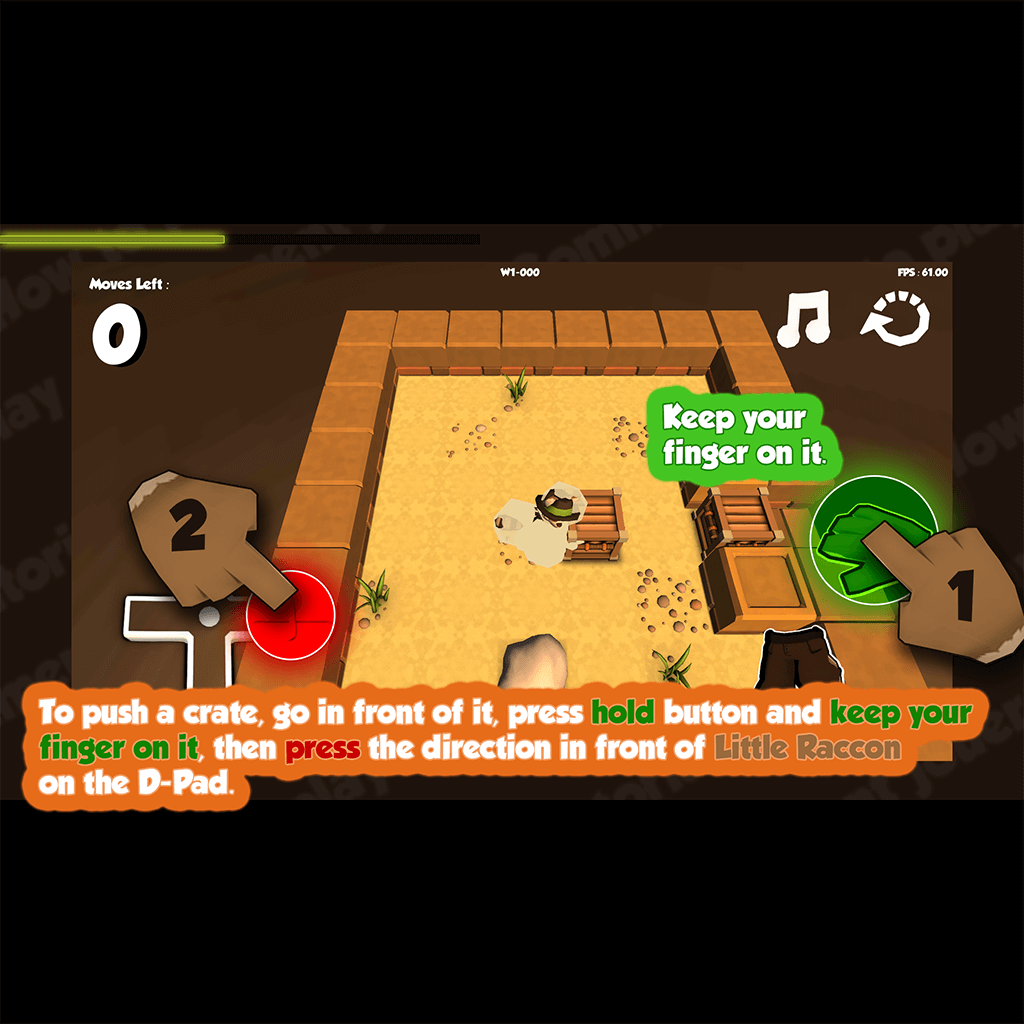 Moves Left :
0
W1-000
FPS : 61.00
Keep your
finger on it.
2
1
To push a crate, go in front of it, press hold button and keep your
finger on it, then press the direction in front of Little Raccon
on the D-Pad.